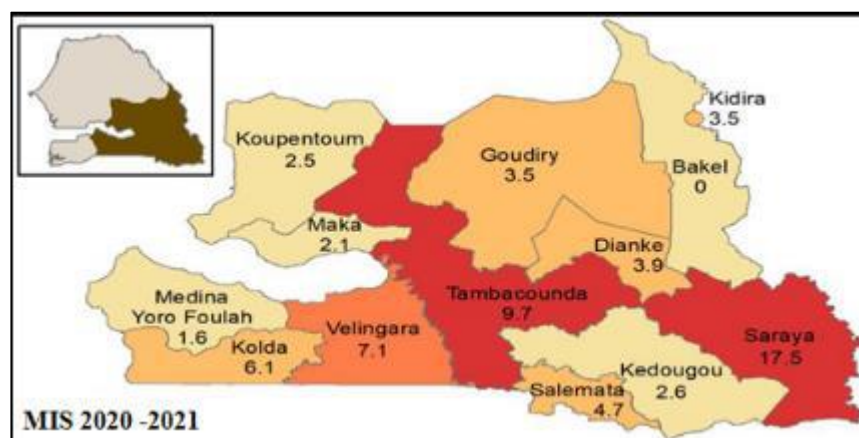 Kidira
3.5
Koupentoum
2.5
Goudiry
3.5
Bakel
0
Maka
2.1
Dianke
3.9
Medina
Yoro Foulah
1.6
Tambacounda
9.7
Velingara
7.1
Kolda
6.1
Saraya
17.5
Kedougou
2.6
Salemata
4.7
MIS 2020 -2021